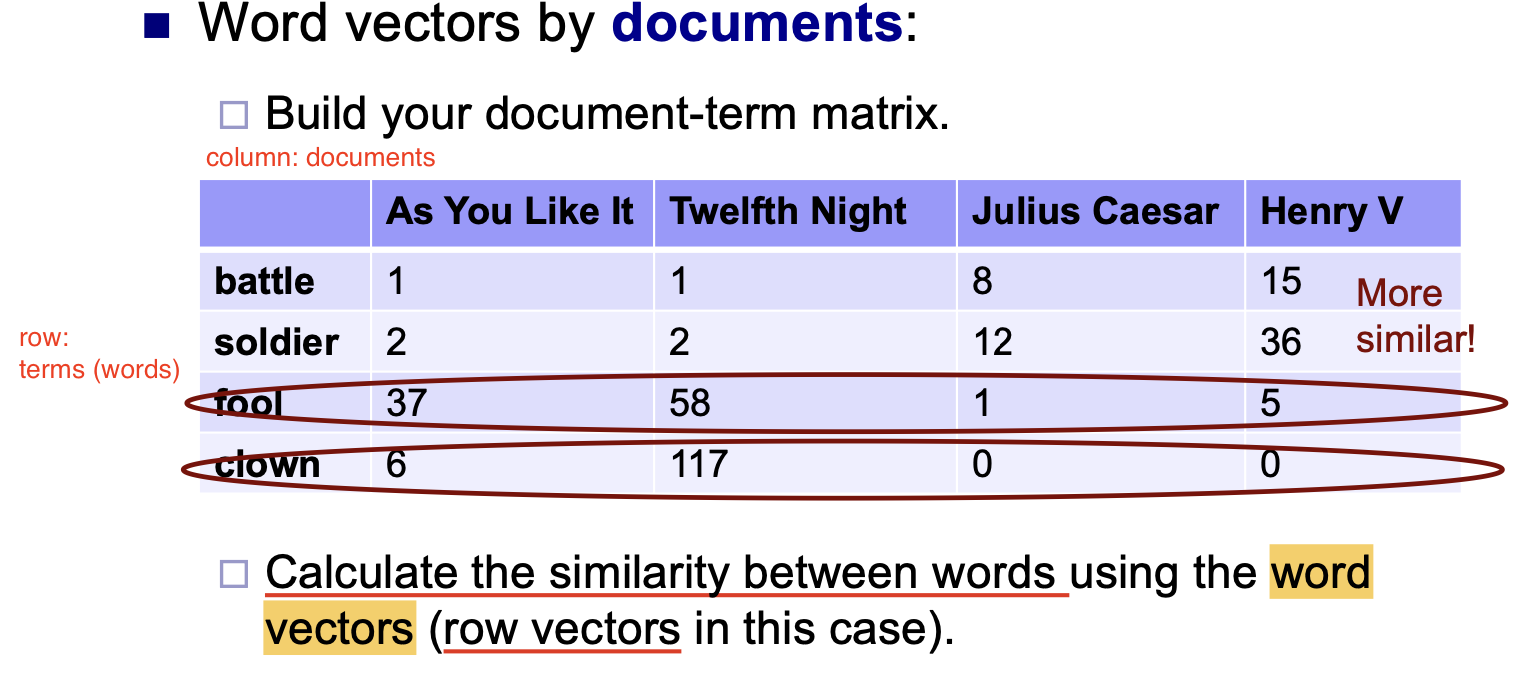 Word vectors by documents:
Build your document-term matrix.
column: documents
As You Like It Twelfth Night Julius Caesar Henry V
battle 1 1 8 15
More
soldier 2 2 12 36
similar!
row:
terms (words)
fool 37 58 1 5
clown 6 117 0 0
Calculate the similarity between words using the word
vectors (row vectors in this case).